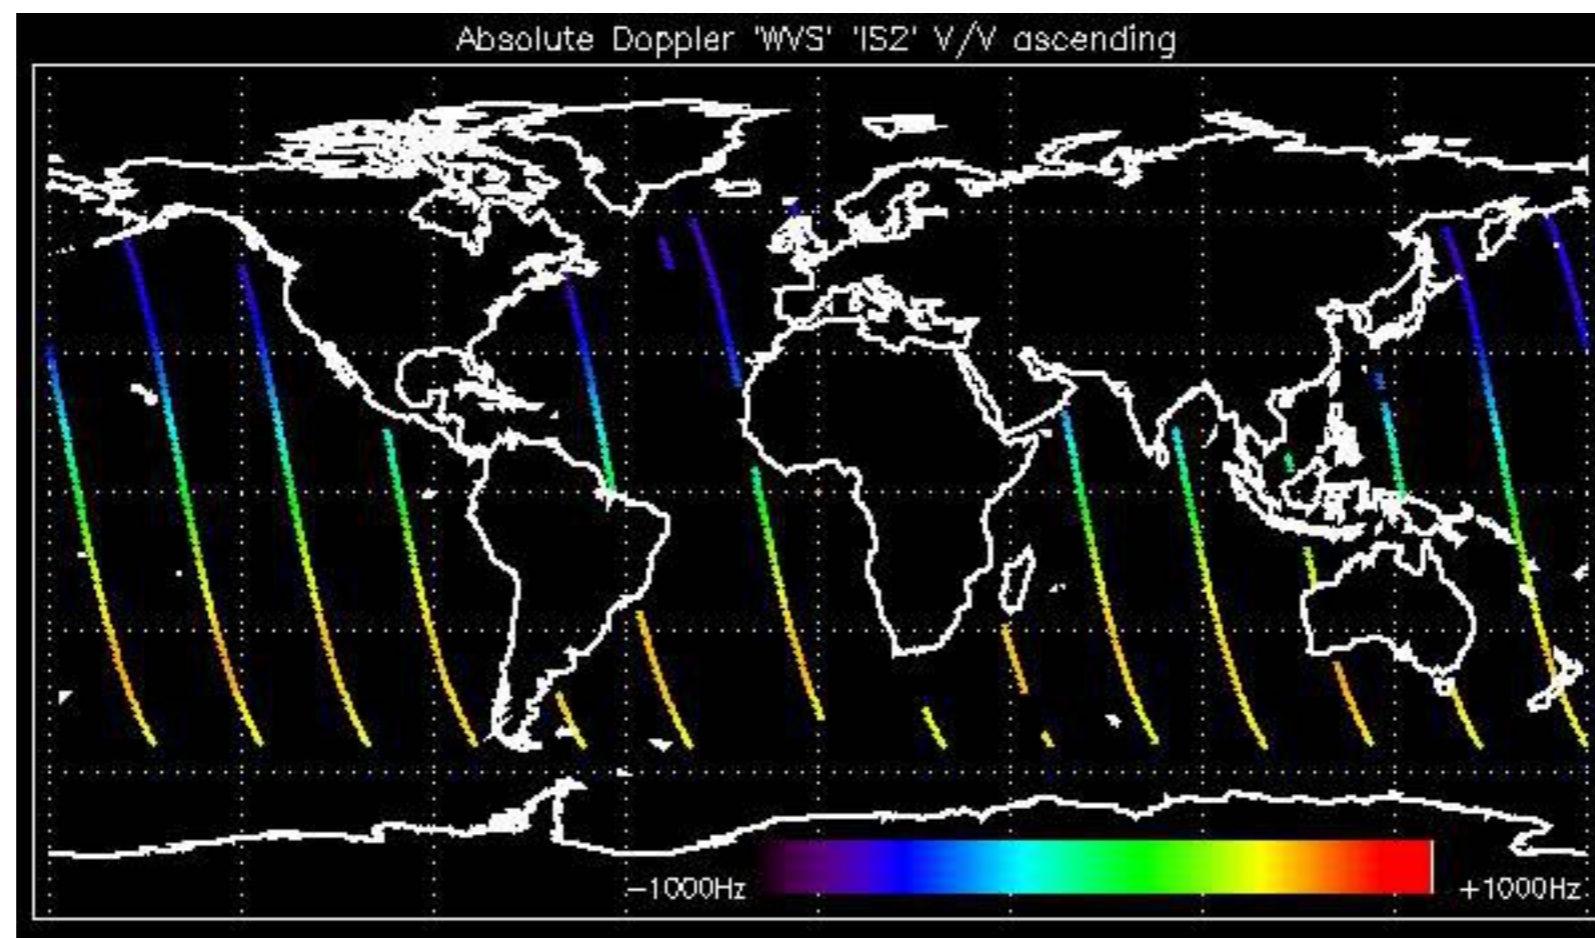 Absolute Doppler 'WVS' 'IS2' V/V ascending
−1000Hz +1000Hz